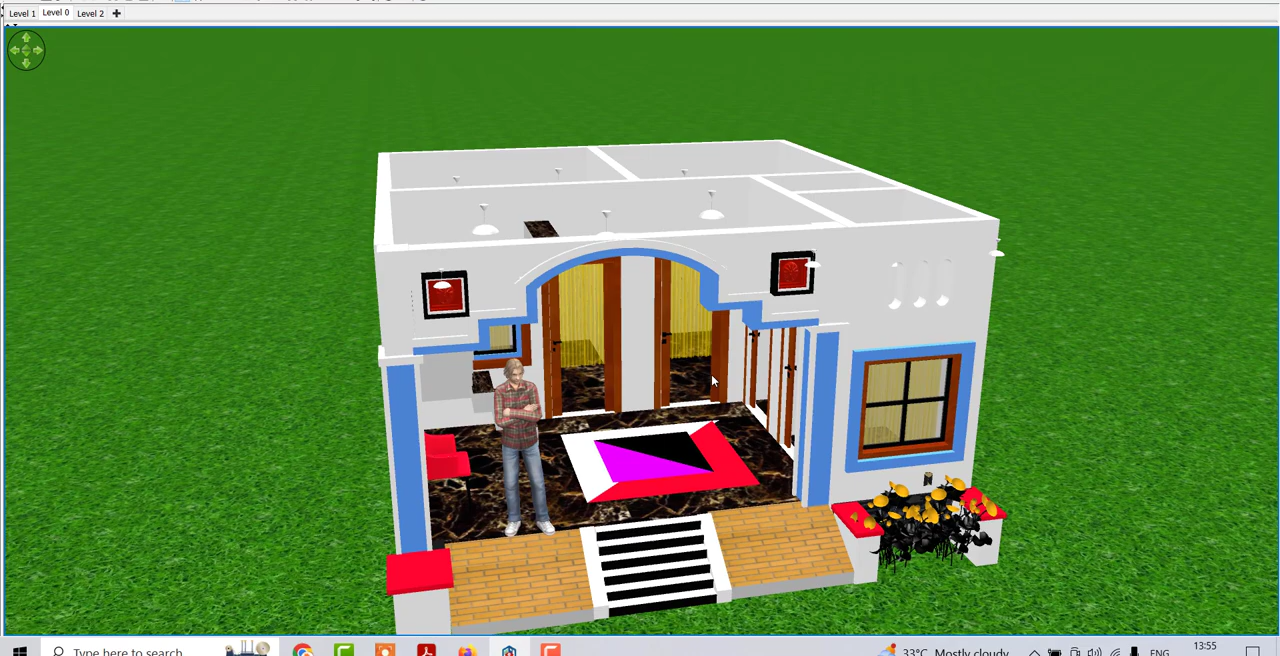 Level 1 Level 0 Level 2
Type here to search
33°C Mostly cloudy
ENG
13:55